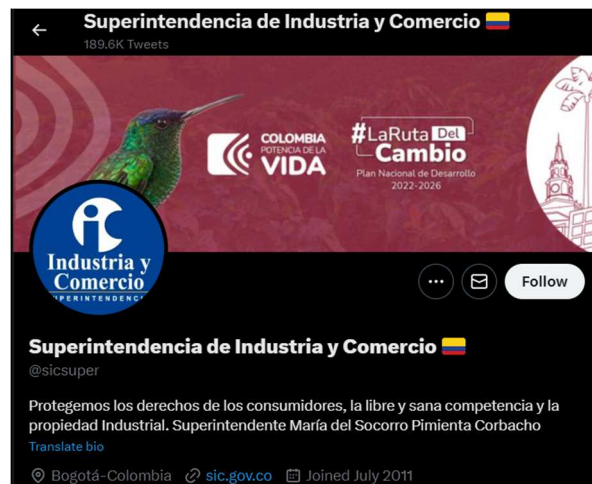 Superintendencia de Industria y Comercio
189.6K Tweets
COLOMBIA
POTENCIA DE LA
VIDA
#LaRuta Del
Cambio
Plan Nacional de Desarrollo
2022-2026
iC
Industria y
Comercio
SUPERINTENDENCIA
Follow
Superintendencia de Industria y Comercio
@sicsuper
Protegemos los derechos de los consumidores, la libre y sana competencia y la
propiedad Industrial. Superintendente María del Socorro Pimienta Corbacho
Translate bio
Bogotá-Colombia sic.gov.co Joined July 2011